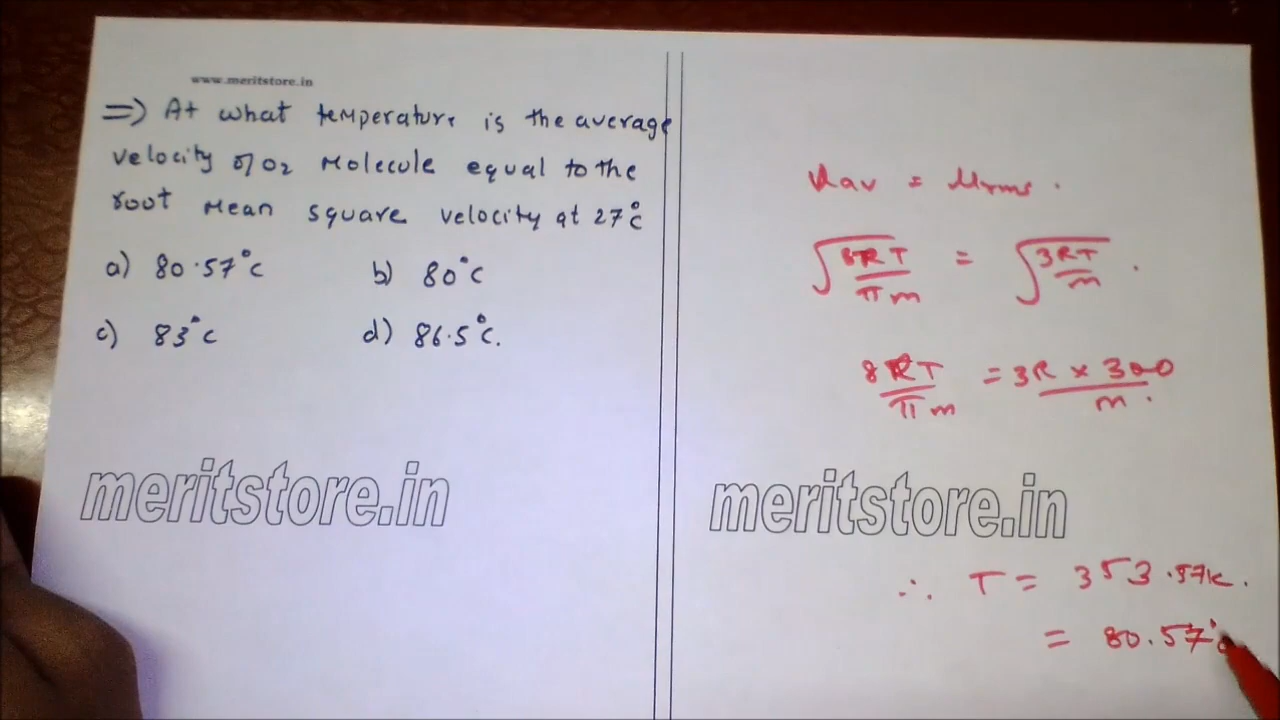 www.meritstore.in
=> At what temperature is the average
velocity of O2 Molecule equal to the
root Mean square velocity at 27°C
a) 80.57°C b) 80°C
c) 83°C d) 86.5°C.
meritstore.in
Uav = Urms.
√8RT/πm = √3RT/m.
8RT/πm = 3R × 300/m.
meritstore.in
∴ T = 353.57K.
= 80.57°C